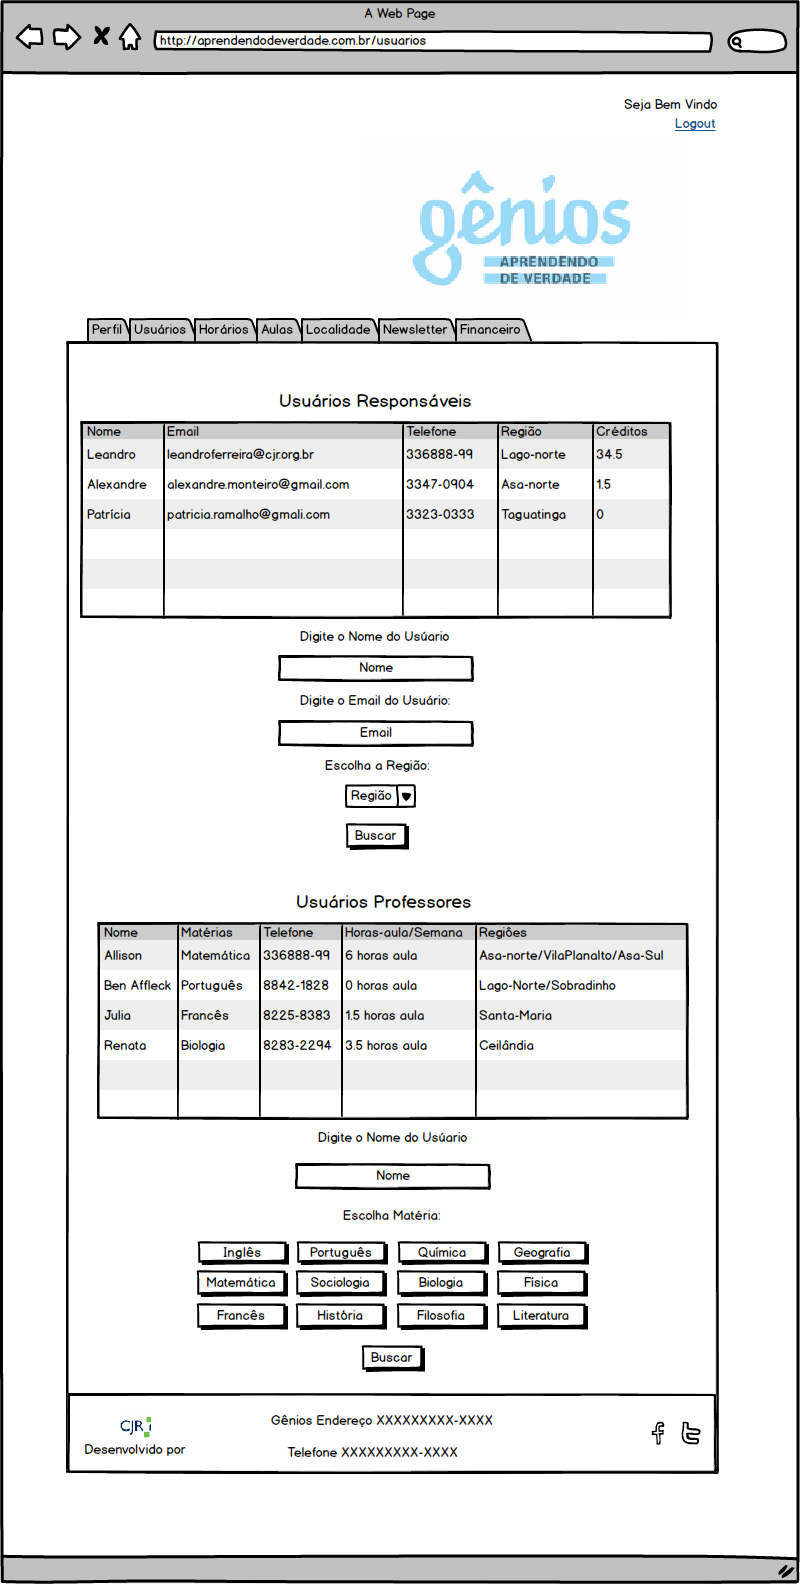 A Web Page
http://aprendendodeverdade.com.br/usuarios
Seja Bem Vindo
Logout
gênios
APRENDENDO
DE VERDADE
Perfil Usuários Horários Aulas Localidade Newsletter Financeiro
Usuários Responsáveis
Nome Email Telefone Região Créditos
Leandro leandroferreira@cjr.org.br 336888-99 Lago-norte 34.5
Alexandre alexandre.monteiro@gmail.com 3347-0904 Asa-norte 1.5
Patrícia patricia.ramalho@gmali.com 3323-0333 Taguatinga 0
Digite o Nome do Usúario
Nome
Digite o Email do Usuário:
Email
Escolha a Região:
Região
Buscar
Usuários Professores
Nome Matérias Telefone Horas-aula/Semana Regiões
Allison Matemática 336888-99 6 horas aula Asa-norte/VilaPlanalto/Asa-Sul
Ben Affleck Português 8842-1828 0 horas aula Lago-Norte/Sobradinho
Julia Francês 8225-8383 1.5 horas aula Santa-Maria
Renata Biologia 8283-2294 3.5 horas aula Ceilândia
Digite o Nome do Usúario
Nome
Escolha Matéria:
Inglês Português Química Geografia
Matemática Sociologia Biologia Física
Francês História Filosofia Literatura
Buscar
CJR
Desenvolvido por
Gênios Endereço XXXXXXXXX-XXXX
Telefone XXXXXXXXX-XXXX